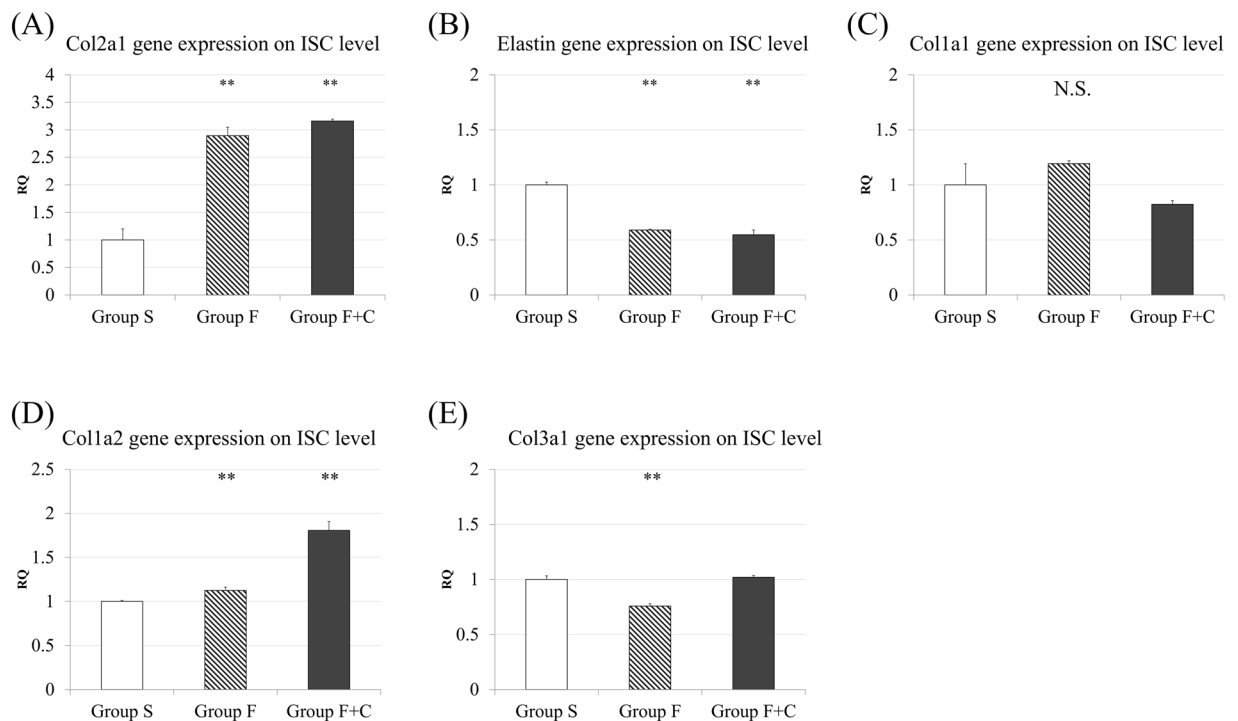 (A)
Col2a1 gene expression on ISC level
4
3.5
3
2.5
2
1.5
1
0.5
0
RQ
** **
Group S Group F Group F+C
(B)
Elastin gene expression on ISC level
2
1.5
1
0.5
0
RQ
** **
Group S Group F Group F+C
(C)
Col1a1 gene expression on ISC level
2
1.5
1
0.5
0
RQ
N.S.
Group S Group F Group F+C
(D)
Col1a2 gene expression on ISC level
2.5
2
1.5
1
0.5
0
RQ
** **
Group S Group F Group F+C
(E)
Col3a1 gene expression on ISC level
2
1.5
1
0.5
0
RQ
**
Group S Group F Group F+C